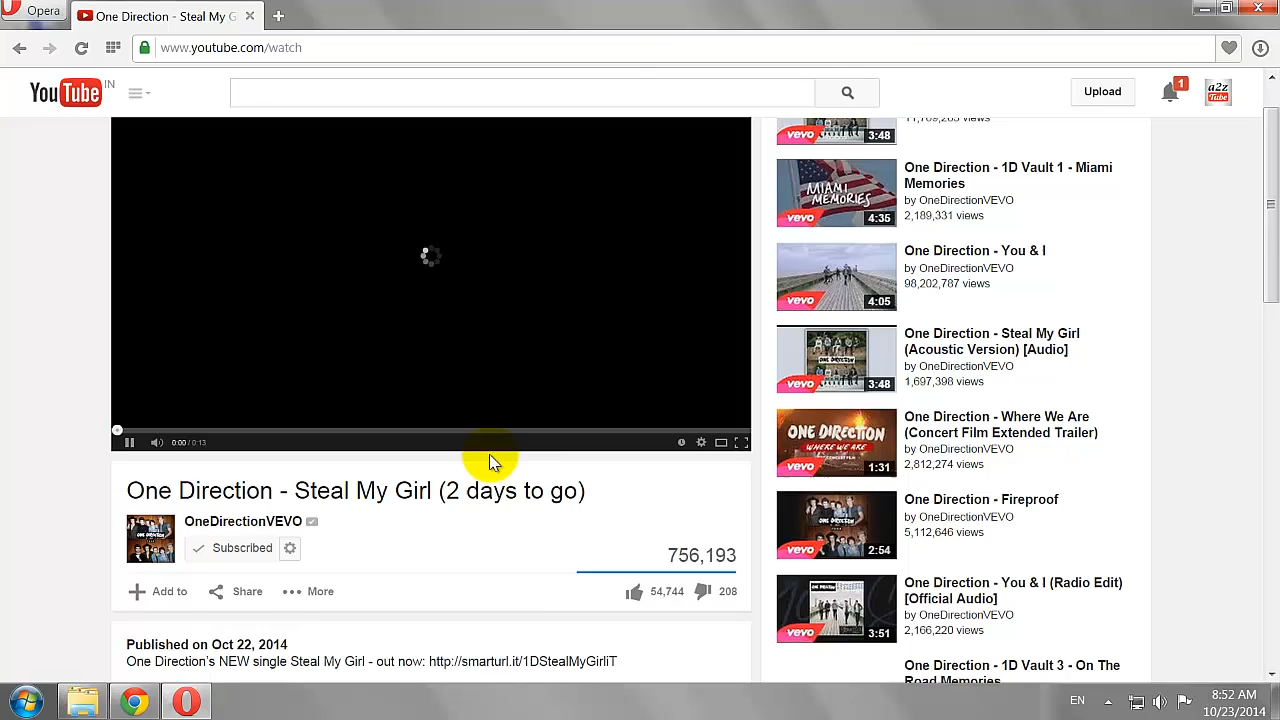 Opera
One Direction - Steal My G
www.youtube.com/watch
YouTube IN
Upload
1
a2z
Tube
vevo 3:48
One Direction - 1D Vault 1 - Miami
Memories
by OneDirectionVEVO
2,189,331 views
MIAMI
MEMORIES
vevo 4:35
One Direction - You & I
by OneDirectionVEVO
98,202,787 views
vevo 4:05
One Direction - Steal My Girl
(Acoustic Version) [Audio]
by OneDirectionVEVO
1,697,398 views
ONE DIRECTION
vevo 3:48
One Direction - Where We Are
(Concert Film Extended Trailer)
by OneDirectionVEVO
2,812,274 views
ONE DIRECTION
WHERE WE ARE
vevo 1:31
One Direction - Fireproof
by OneDirectionVEVO
5,112,646 views
vevo 2:54
One Direction - You & I (Radio Edit)
[Official Audio]
by OneDirectionVEVO
2,166,220 views
vevo 3:51
One Direction - 1D Vault 3 - On The
Road Memories
0:00 / 0:13
One Direction - Steal My Girl (2 days to go)
OneDirectionVEVO
Subscribed
756,193
Add to Share More
54,744 208
Published on Oct 22, 2014
One Direction's NEW single Steal My Girl - out now: http://smarturl.it/1DStealMyGirliT
EN
8:52 AM
10/23/2014